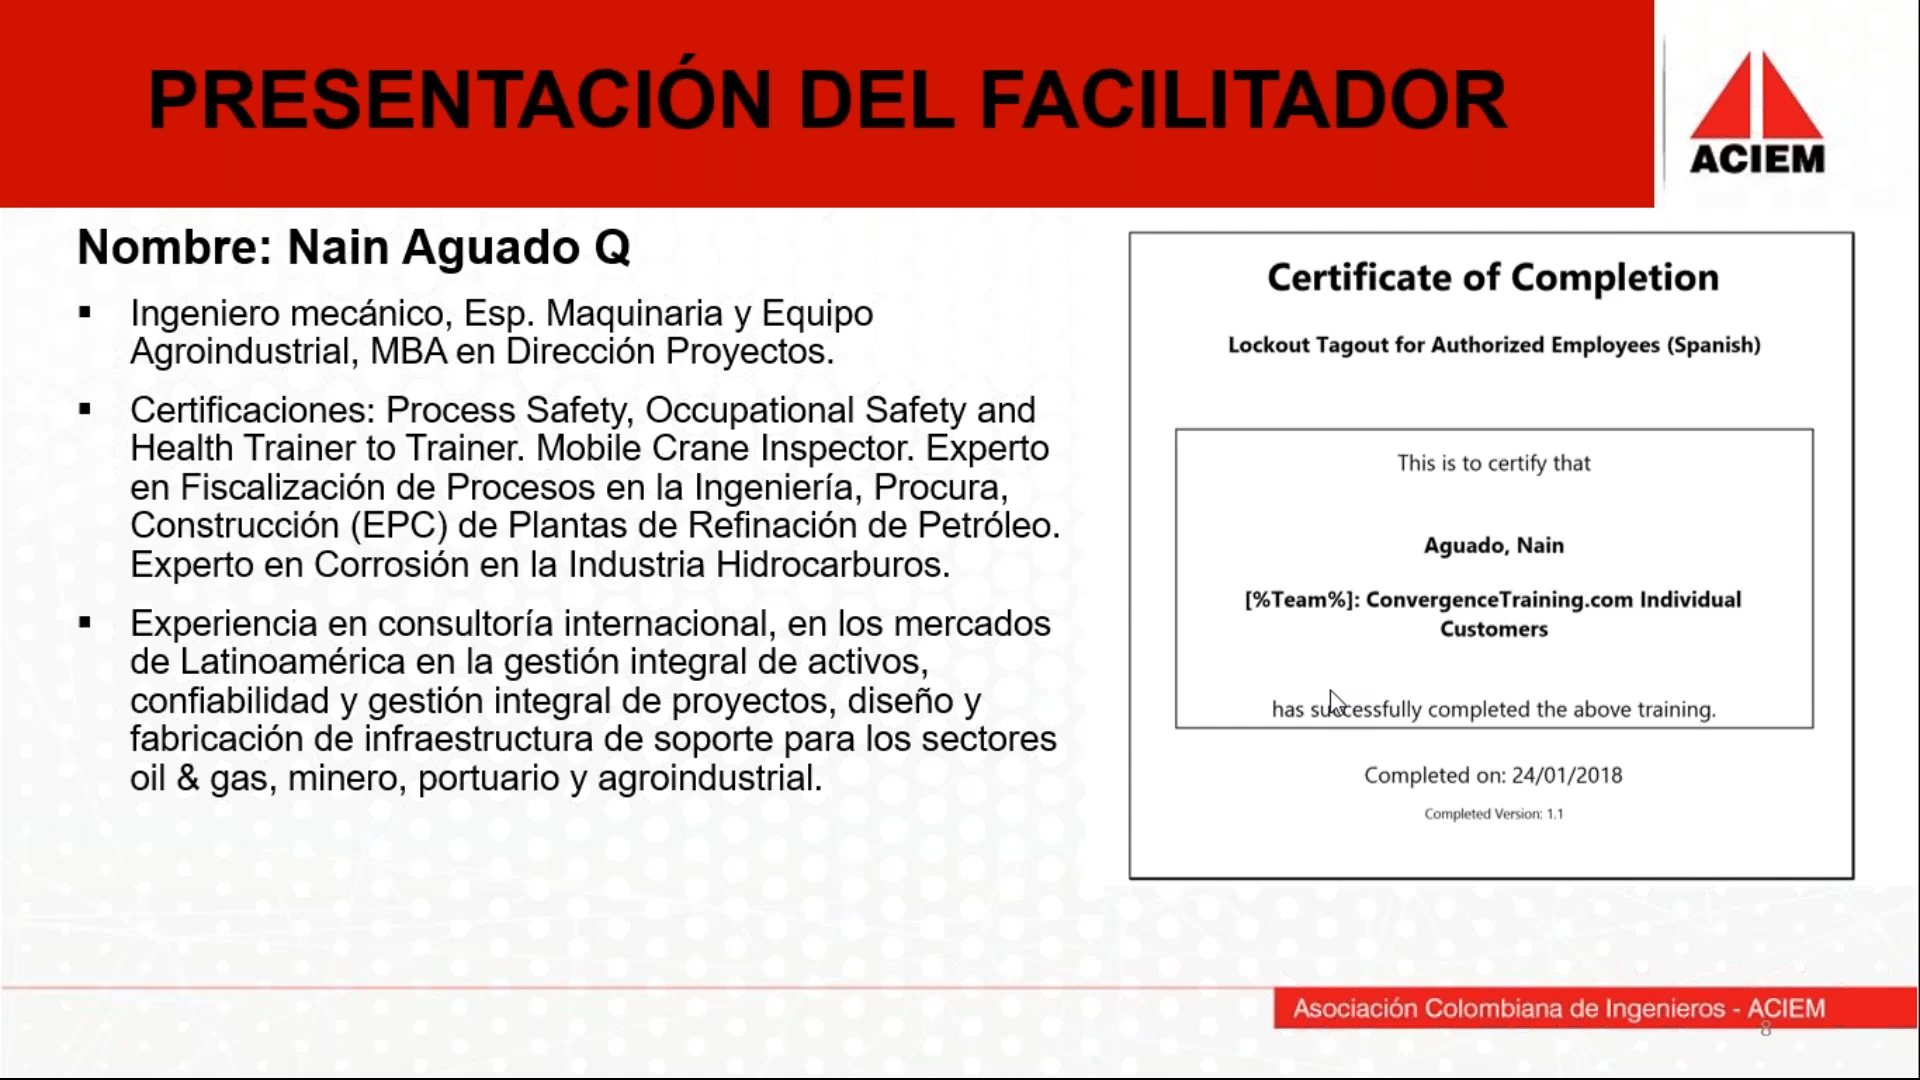 PRESENTACIÓN DEL FACILITADOR
ACIEM
Nombre: Nain Aguado Q
▪ Ingeniero mecánico, Esp. Maquinaria y Equipo
Agroindustrial, MBA en Dirección Proyectos.
▪ Certificaciones: Process Safety, Occupational Safety and
Health Trainer to Trainer. Mobile Crane Inspector. Experto
en Fiscalización de Procesos en la Ingeniería, Procura,
Construcción (EPC) de Plantas de Refinación de Petróleo.
Experto en Corrosión en la Industria Hidrocarburos.
▪ Experiencia en consultoría internacional, en los mercados
de Latinoamérica en la gestión integral de activos,
confiabilidad y gestión integral de proyectos, diseño y
fabricación de infraestructura de soporte para los sectores
oil & gas, minero, portuario y agroindustrial.
Certificate of Completion
Lockout Tagout for Authorized Employees (Spanish)
This is to certify that
Aguado, Nain
[%Team%]: ConvergenceTraining.com Individual
Customers
has successfully completed the above training.
Completed on: 24/01/2018
Completed Version: 1.1
Asociación Colombiana de Ingenieros - ACIEM
8